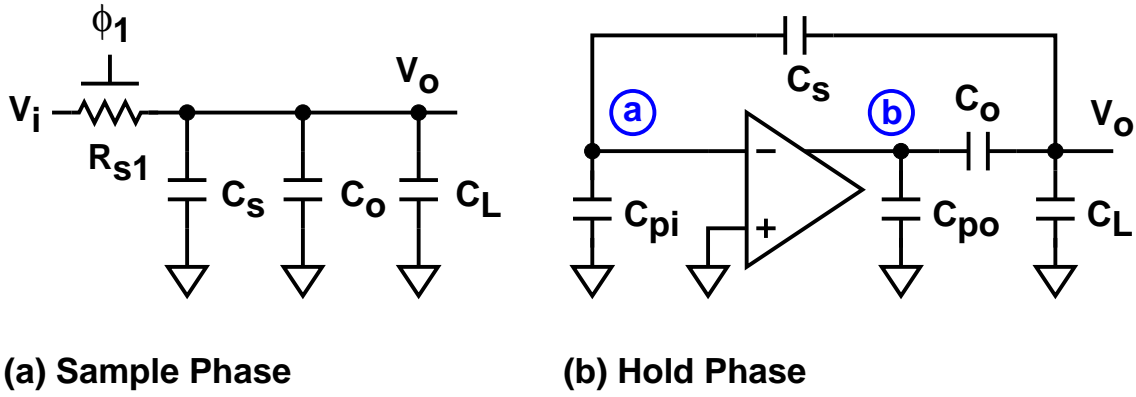 ϕ1
Vi
Rs1
Cs
Co
CL
Vo
(a) Sample Phase
Cs
a
b
Co
Vo
−
+
Cpi
Cpo
CL
(b) Hold Phase